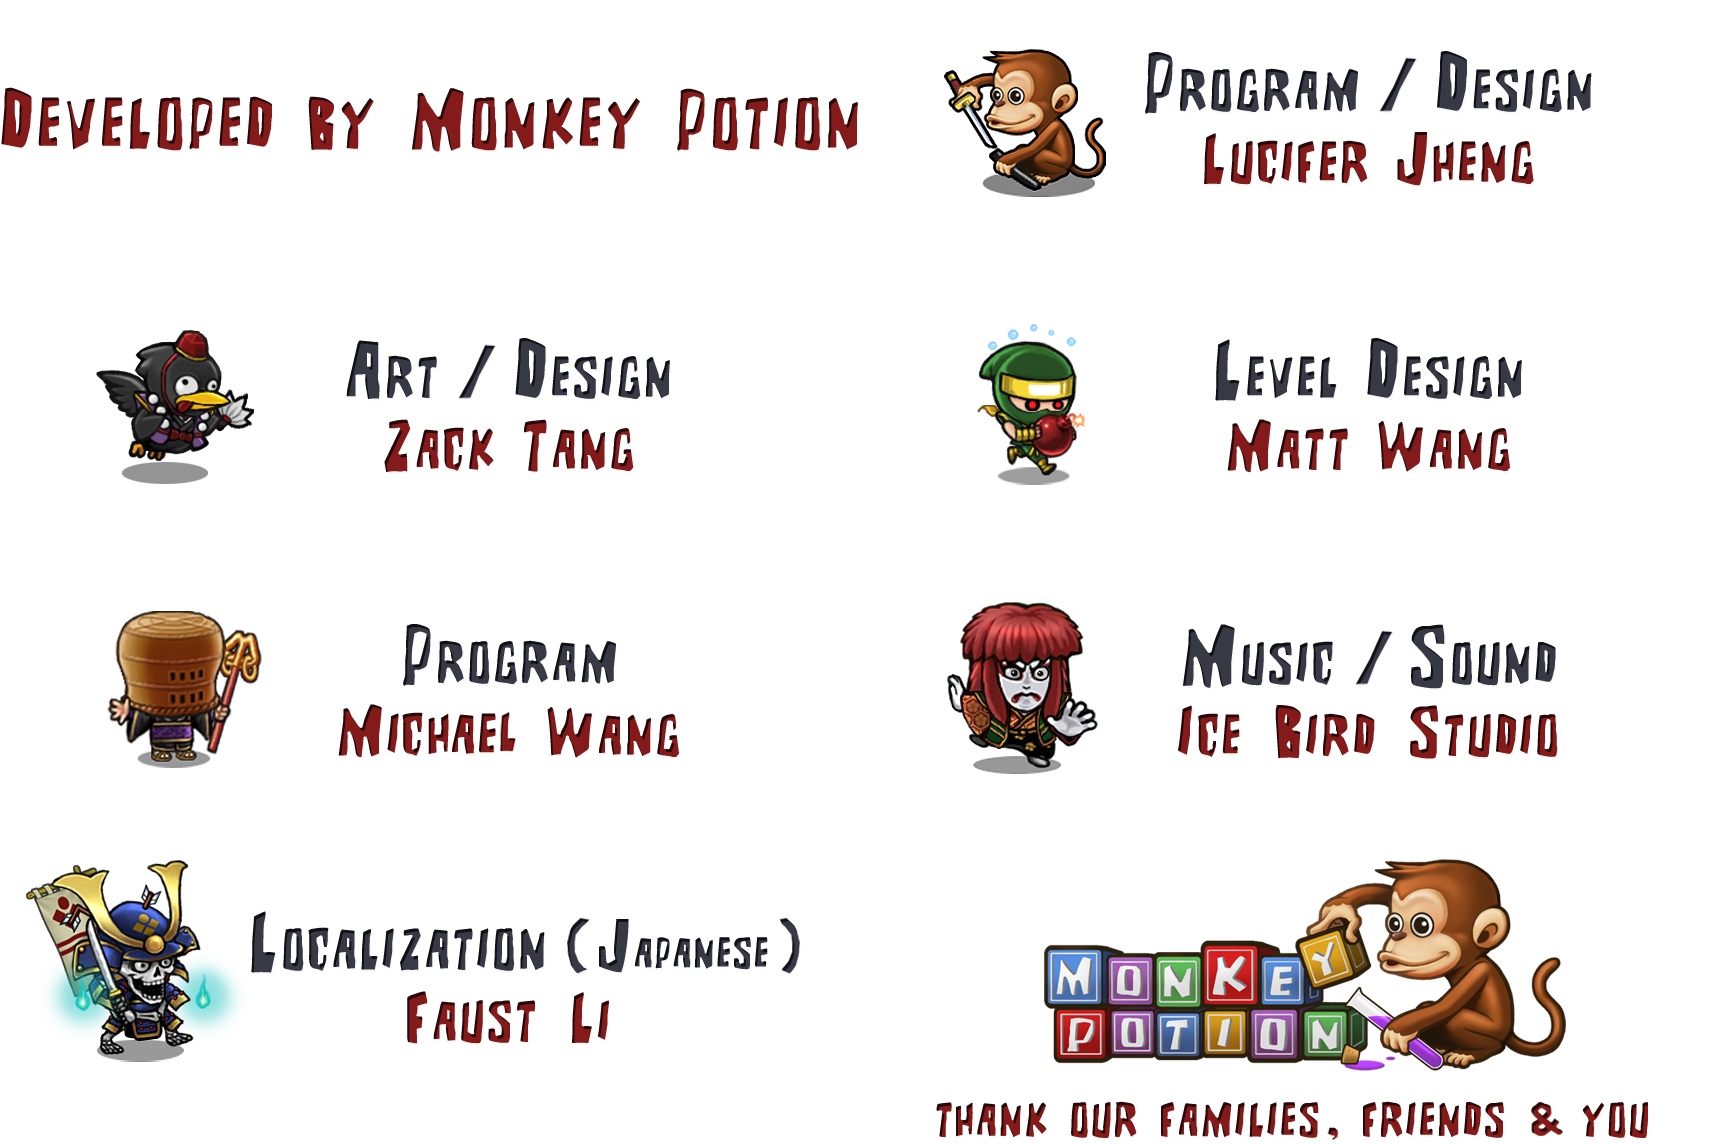 Developed by Monkey Potion
Program / Design
Lucifer Jheng
Art / Design
Zack Tang
Level Design
Matt Wang
Program
Michael Wang
Music / Sound
Ice Bird Studio
Localization (Japanese)
Faust Li
MONKEY
POTION
Thank our families, friends & you